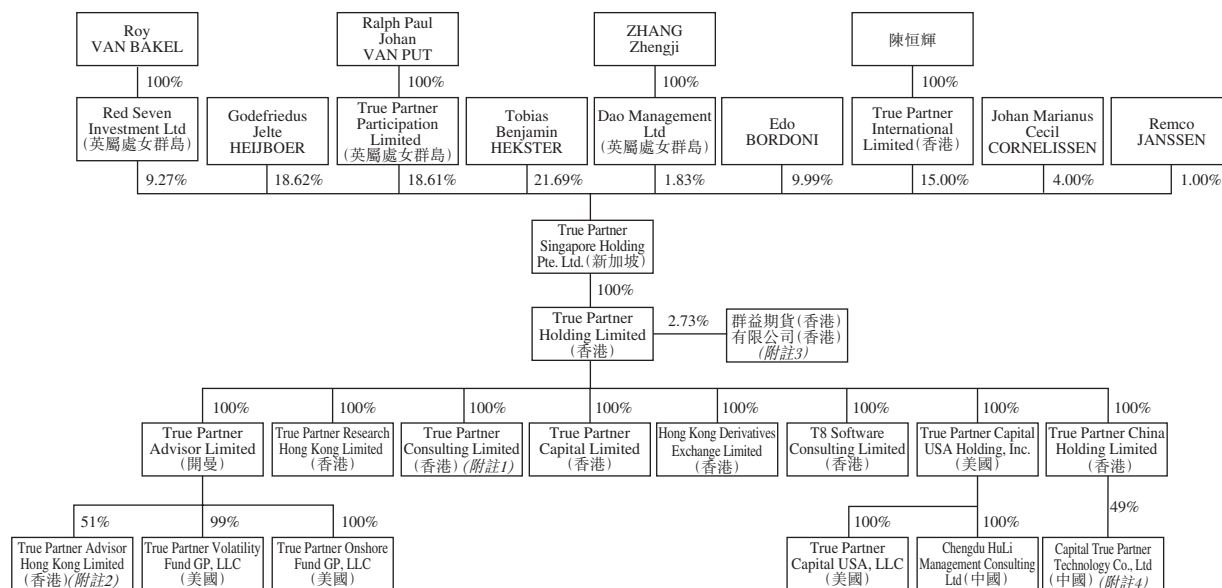 Roy
VAN BAKEL
Ralph Paul
Johan
VAN PUT
ZHANG
Zhengji
陳恒輝
100%
100%
100%
100%
Red Seven
Investment Ltd
(英屬處女群島)
Godefriedus
Jelte
HEIJBOER
True Partner
Participation
Limited
(英屬處女群島)
Tobias
Benjamin
HEKSTER
Dao Management
Ltd
(英屬處女群島)
Edo
BORDONI
True Partner
International
Limited(香港)
Johan Marianus
Cecil
CORNELISSEN
Remco
JANSSEN
9.27%
18.62%
18.61%
21.69%
1.83%
9.99%
15.00%
4.00%
1.00%
True Partner
Singapore Holding
Pte. Ltd.(新加坡)
100%
True Partner
Holding Limited
(香港)
2.73%
群益期貨(香港)
有限公司(香港)
(附註3)
100%
100%
100%
100%
100%
100%
100%
100%
True Partner
Advisor Limited
(開曼)
True Partner Research
Hong Kong Limited
(香港)
True Partner
Consulting Limited
(香港)(附註1)
True Partner
Capital Limited
(香港)
Hong Kong Derivatives
Exchange Limited
(香港)
T8 Software
Consulting Limited
(香港)
True Partner Capital
USA Holding, Inc.
(美國)
True Partner China
Holding Limited
(香港)
51%
99%
100%
100%
100%
49%
True Partner Advisor
Hong Kong Limited
(香港)(附註2)
True Partner Volatility
Fund GP, LLC
(美國)
True Partner Onshore
Fund GP, LLC
(美國)
True Partner
Capital USA, LLC
(美國)
Chengdu HuLi
Management Consulting
Ltd(中國)
Capital True Partner
Technology Co., Ltd
(中國)(附註4)